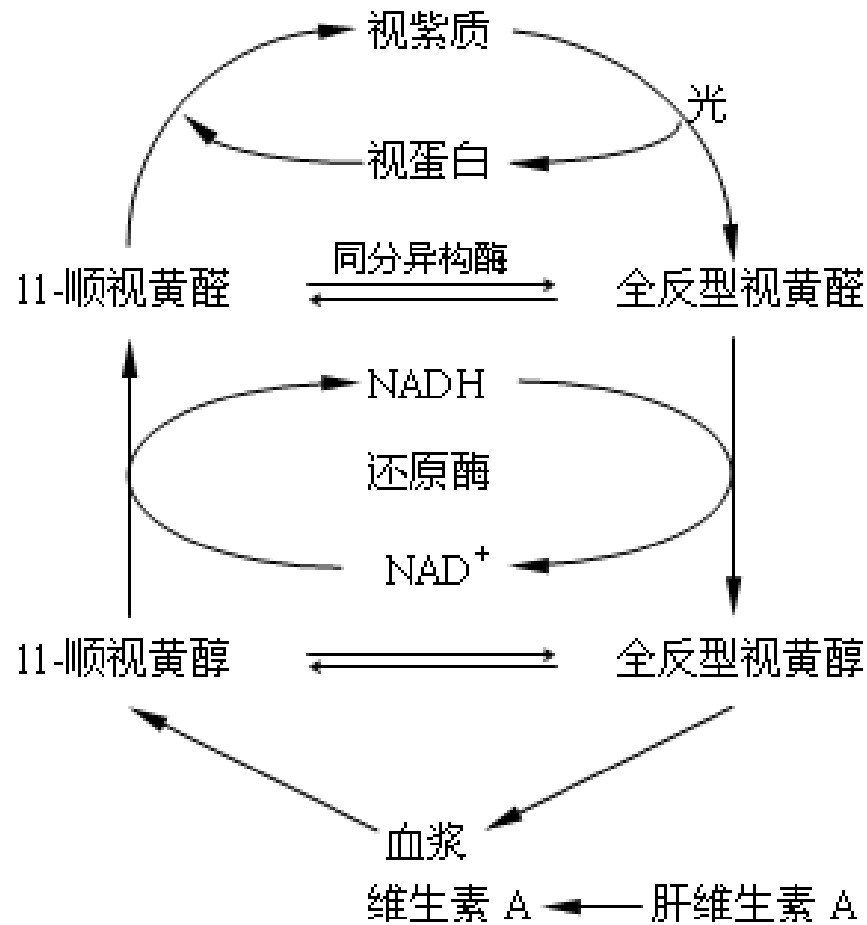 视紫质
光
视蛋白
同分异构酶
11-顺视黄醛
全反型视黄醛
NADH
还原酶
NAD⁺
11-顺视黄醇
全反型视黄醇
血浆
维生素 A
肝维生素 A